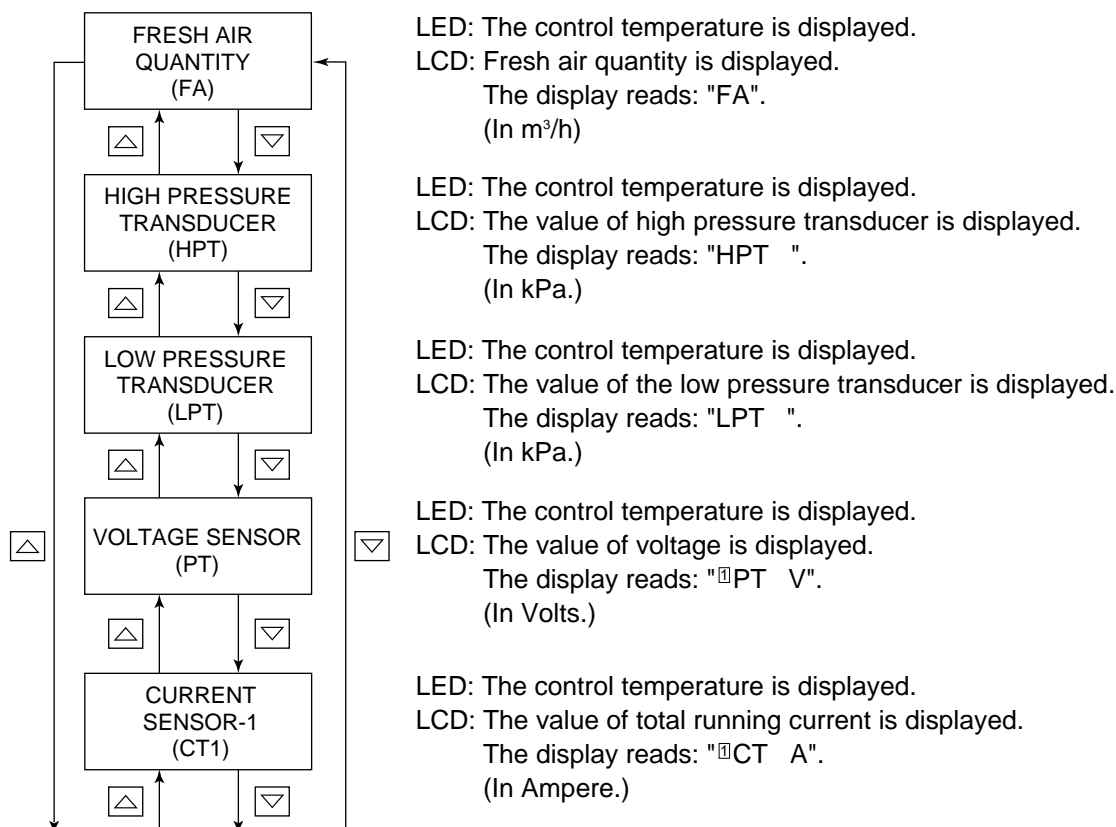 FRESH AIR
QUANTITY
(FA)
LED: The control temperature is displayed.
LCD: Fresh air quantity is displayed.
The display reads: "FA".
(In m³/h)
HIGH PRESSURE
TRANSDUCER
(HPT)
LED: The control temperature is displayed.
LCD: The value of high pressure transducer is displayed.
The display reads: "HPT   ".
(In kPa.)
LOW PRESSURE
TRANSDUCER
(LPT)
LED: The control temperature is displayed.
LCD: The value of the low pressure transducer is displayed.
The display reads: "LPT   ".
(In kPa.)
VOLTAGE SENSOR
(PT)
LED: The control temperature is displayed.
LCD: The value of voltage is displayed.
The display reads: "1PT   V".
(In Volts.)
CURRENT
SENSOR-1
(CT1)
LED: The control temperature is displayed.
LCD: The value of total running current is displayed.
The display reads: "1CT   A".
(In Ampere.)